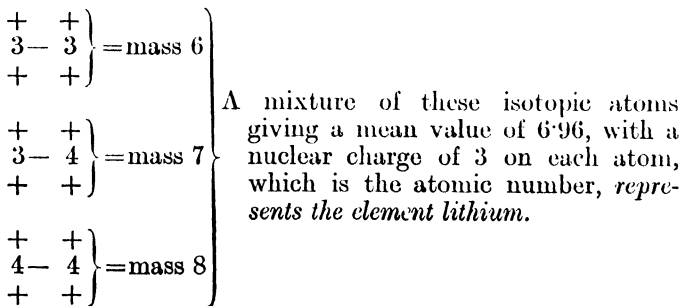 + +
3— 3 } =mass 6
+ +
+ +
3— 4 } =mass 7
+ +
+ +
4— 4 } =mass 8
+ +
A mixture of these isotopic atoms
giving a mean value of 6·96, with a
nuclear charge of 3 on each atom,
which is the atomic number, repre-
sents the element lithium.